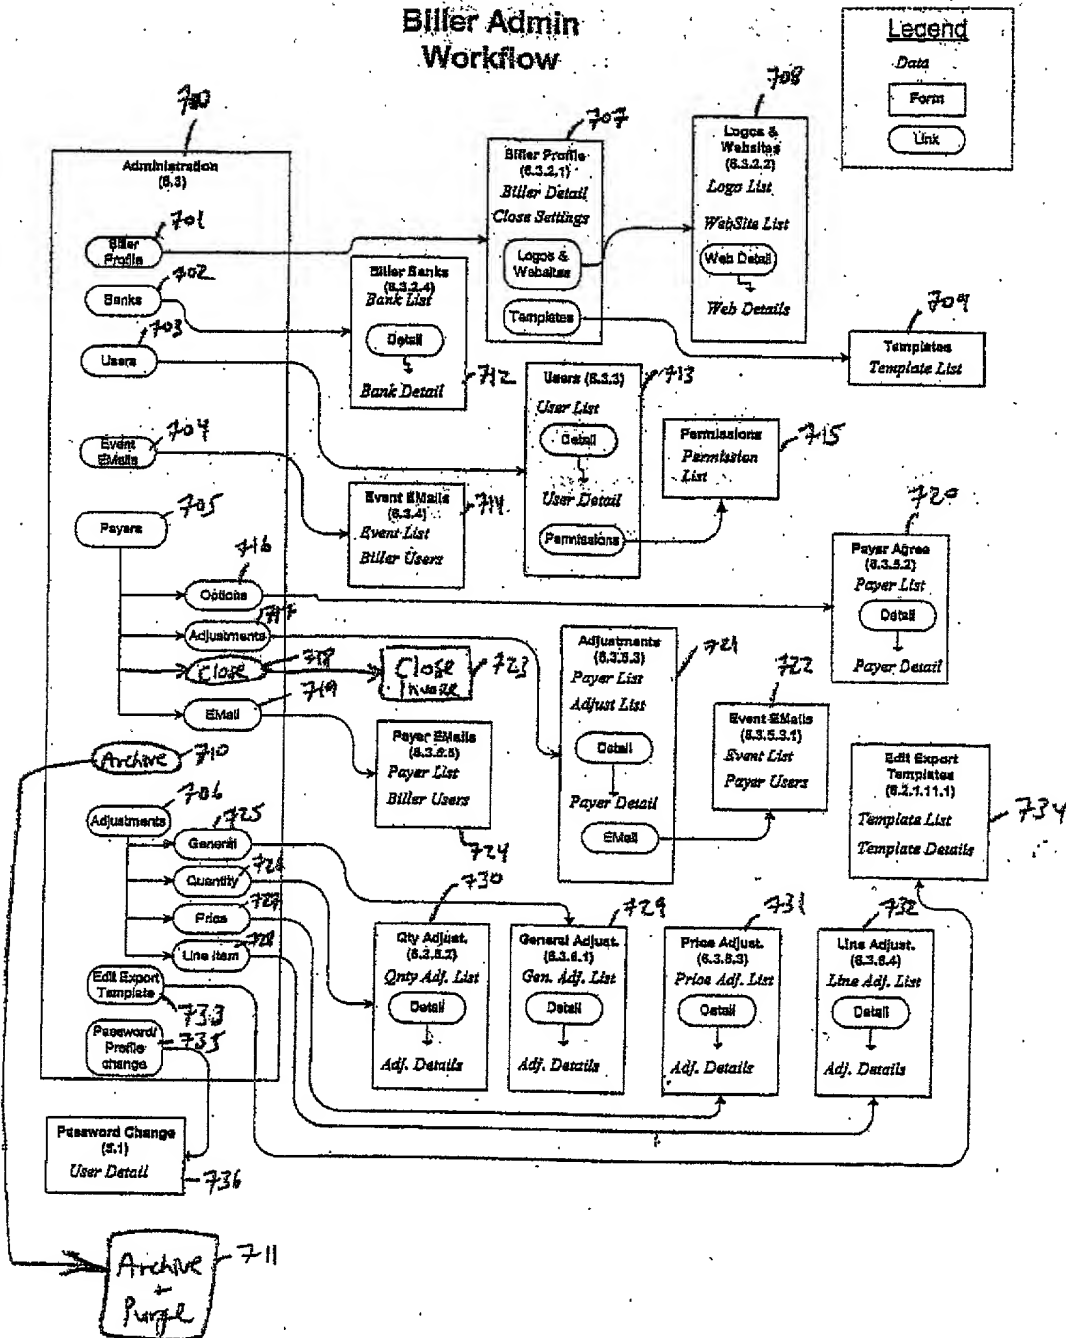 Biller Admin
Workflow
Legend
Data
Form
Link
700
Administration
(6.3)
701
Biller
Profile
702
Banks
703
Users
704
Event
EMails
705
Payers
716
Options
717
Adjustments
718
Close
719
EMail
710
Archive
706
Adjustments
725
General
726
Quantity
727
Price
728
Line Item
Edit Export
Template
733
Password/
Profile
change
735
707
Biller Profile
(6.3.2.1)
Biller Detail
Close Settings
Logos &
Websites
Templates
708
Logos &
Websites
(6.3.2.2)
Logo List
WebSite List
Web Detail
Web Details
709
Templates
Template List
Biller Banks
(6.3.2.4)
Bank List
Detail
Bank Detail
712
713
Users (6.3.3)
User List
Detail
User Detail
Permissions
715
Permissions
Permission
List
Event EMails
(6.3.4)
Event List
Biller Users
714
720
Payer Agree
(6.3.5.2)
Payer List
Detail
Payer Detail
Close
723
721
Adjustments
(6.3.5.3)
Payer List
Adjust List
Detail
Payer Detail
EMail
722
Event EMails
(6.3.5.3.1)
Event List
Payer Users
Payer EMails
(6.3.5.5)
Payer List
Biller Users
724
Edit Export
Templates
(6.2.1.11.1)
Template List
Template Details
734
730
Qty Adjust.
Qnty Adj. List
Detail
Adj. Details
729
General Adjust.
(6.3.6.1)
Gen. Adj. List
Detail
Adj. Details
731
Price Adjust.
(6.3.6.3)
Price Adj. List
Detail
Adj. Details
732
Line Adjust.
(6.3.6.4)
Line Adj. List
Detail
Adj. Details
Password Change
(5.1)
User Detail
736
Archive
+
Purge
711